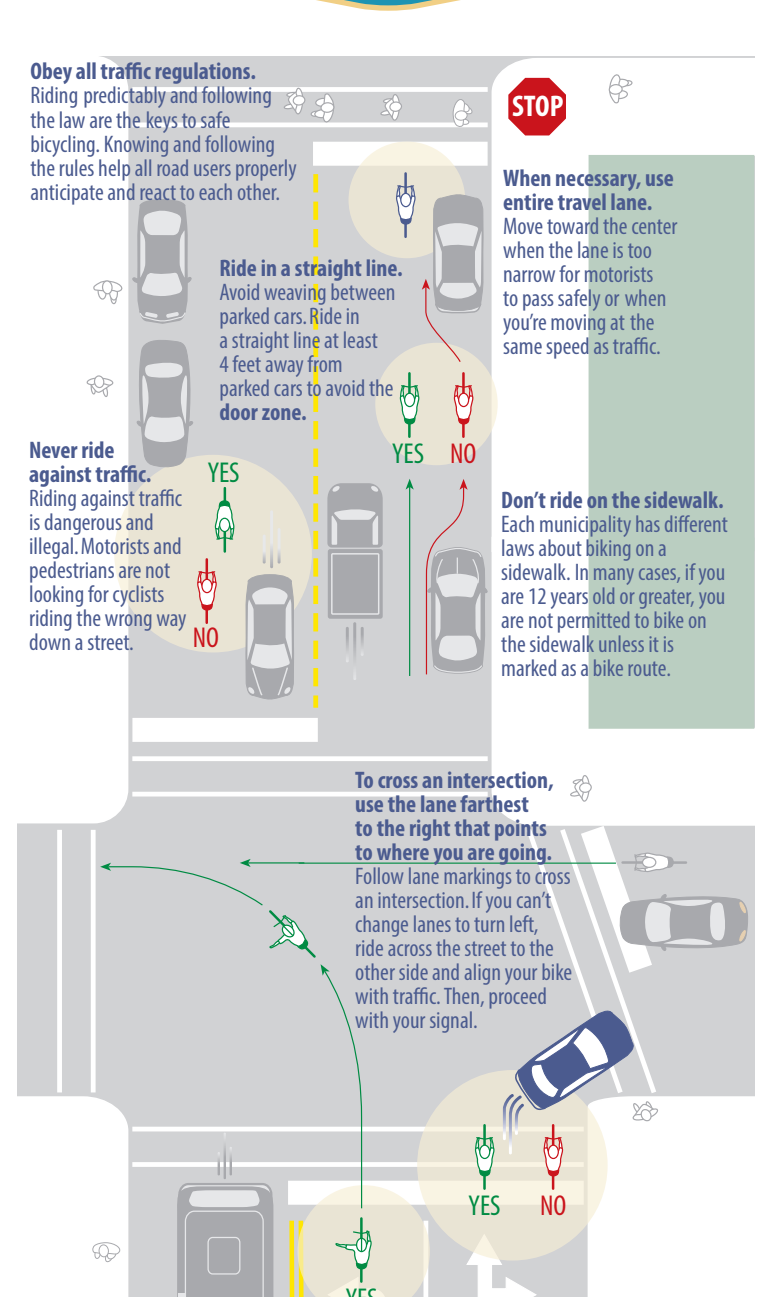 Obey all traffic regulations.
Riding predictably and following
the law are the keys to safe
bicycling. Knowing and following
the rules help all road users properly
anticipate and react to each other.
STOP
When necessary, use
entire travel lane.
Move toward the center
when the lane is too
narrow for motorists
to pass safely or when
you're moving at the
same speed as traffic.
Ride in a straight line.
Avoid weaving between
parked cars. Ride in
a straight line at least
4 feet away from
parked cars to avoid the
door zone.
YES
NO
Never ride
against traffic.
Riding against traffic
is dangerous and
illegal. Motorists and
pedestrians are not
looking for cyclists
riding the wrong way
down a street.
YES
NO
Don't ride on the sidewalk.
Each municipality has different
laws about biking on a
sidewalk. In many cases, if you
are 12 years old or greater, you
are not permitted to bike on
the sidewalk unless it is
marked as a bike route.
To cross an intersection,
use the lane farthest
to the right that points
to where you are going.
Follow lane markings to cross
an intersection. If you can't
change lanes to turn left,
ride across the street to the
other side and align your bike
with traffic. Then, proceed
with your signal.
YES
NO
YES